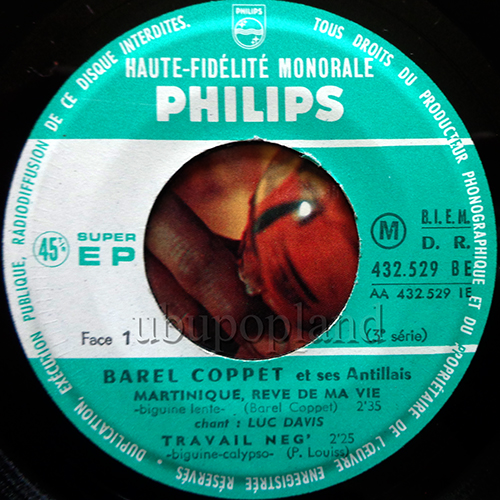 PHILIPS
TOUS DROITS DU PRODUCTEUR PHONOGRAPHIQUE ET DU PROPRIÉTAIRE DE L'ŒUVRE ENREGISTRÉE RÉSERVÉS • DUPLICATION, EXÉCUTION PUBLIQUE, RADIODIFFUSION DE CE DISQUE INTERDITES.
HAUTE-FIDÉLITÉ MONORALE
PHILIPS
45 SUPER EP
M B.I.E.M.
D. R.
432.529 BE
AA 432.529 1E
Face 1 (3e série)
ubupopland
BAREL COPPET et ses Antillais
MARTINIQUE, REVE DE MA VIE
-biguine lente- (Barel Coppet) 2'35
chant : LUC DAVIS
TRAVAIL NEG' 2'25
-biguine-calypso- (P. Louiss)